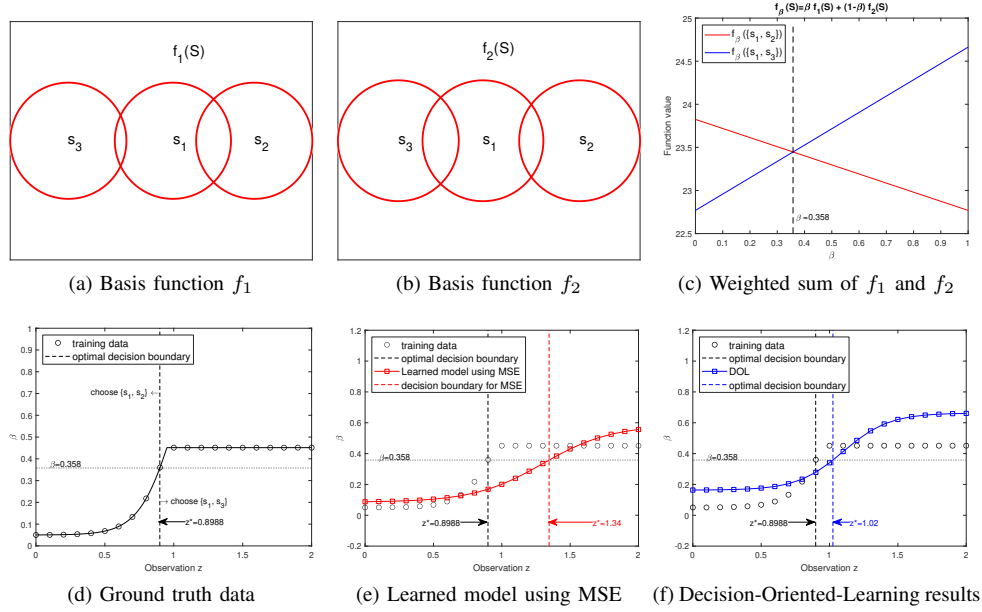 f1(S)
s3
s1
s2
(a) Basis function f1
f2(S)
s3
s1
s2
(b) Basis function f2
fβ(S)=β f1(S) + (1-β) f2(S)
fβ({s1, s2})
fβ({s1, s3})
Function value
25
24.5
24
23.5
23
22.5
β=0.358
0 0.1 0.2 0.3 0.4 0.5 0.6 0.7 0.8 0.9 1
β
(c) Weighted sum of f1 and f2
training data
optimal decision boundary
choose {s1, s2}
β=0.358
choose {s1, s3}
z*=0.8988
β
1
0.9
0.8
0.7
0.6
0.5
0.4
0.3
0.2
0.1
0
0 0.5 1 1.5 2
Observation z
(d) Ground truth data
training data
optimal decision boundary
Learned model using MSE
decision boundary for MSE
β=0.358
z*=0.8988
z*=1.34
β
1.2
1
0.8
0.6
0.4
0.2
0
-0.2
0 0.5 1 1.5 2
Observation z
(e) Learned model using MSE
training data
optimal decision boundary
DOL
optimal decision boundary
β=0.358
z*=0.8988
z*=1.02
β
1.2
1
0.8
0.6
0.4
0.2
0
-0.2
0 0.5 1 1.5 2
Observation z
(f) Decision-Oriented-Learning results